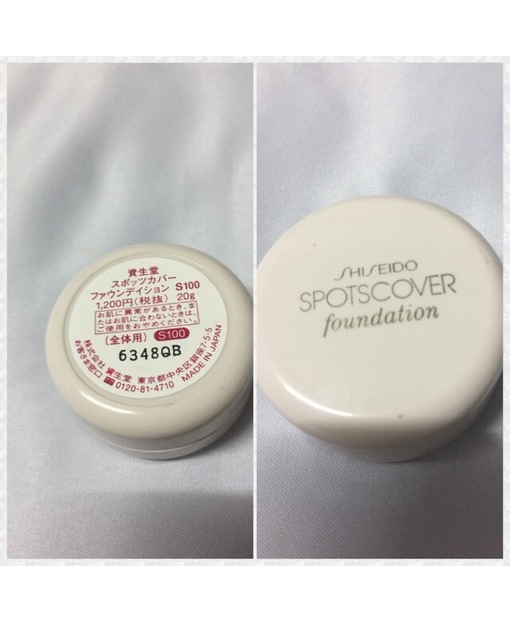 資生堂
スポッツカバー
ファウンデイション S100
1,200円(税抜) 20g
お肌に異常があるとき、ま
たはお肌に合わないときは、
ご使用をおやめください。
(全体用) S100
6348QB
株式会社 資生堂 東京都中央区銀座7-5-5
お客さま窓口 0120-81-4710 MADE IN JAPAN
SHISEIDO
SPOTSCOVER
foundation